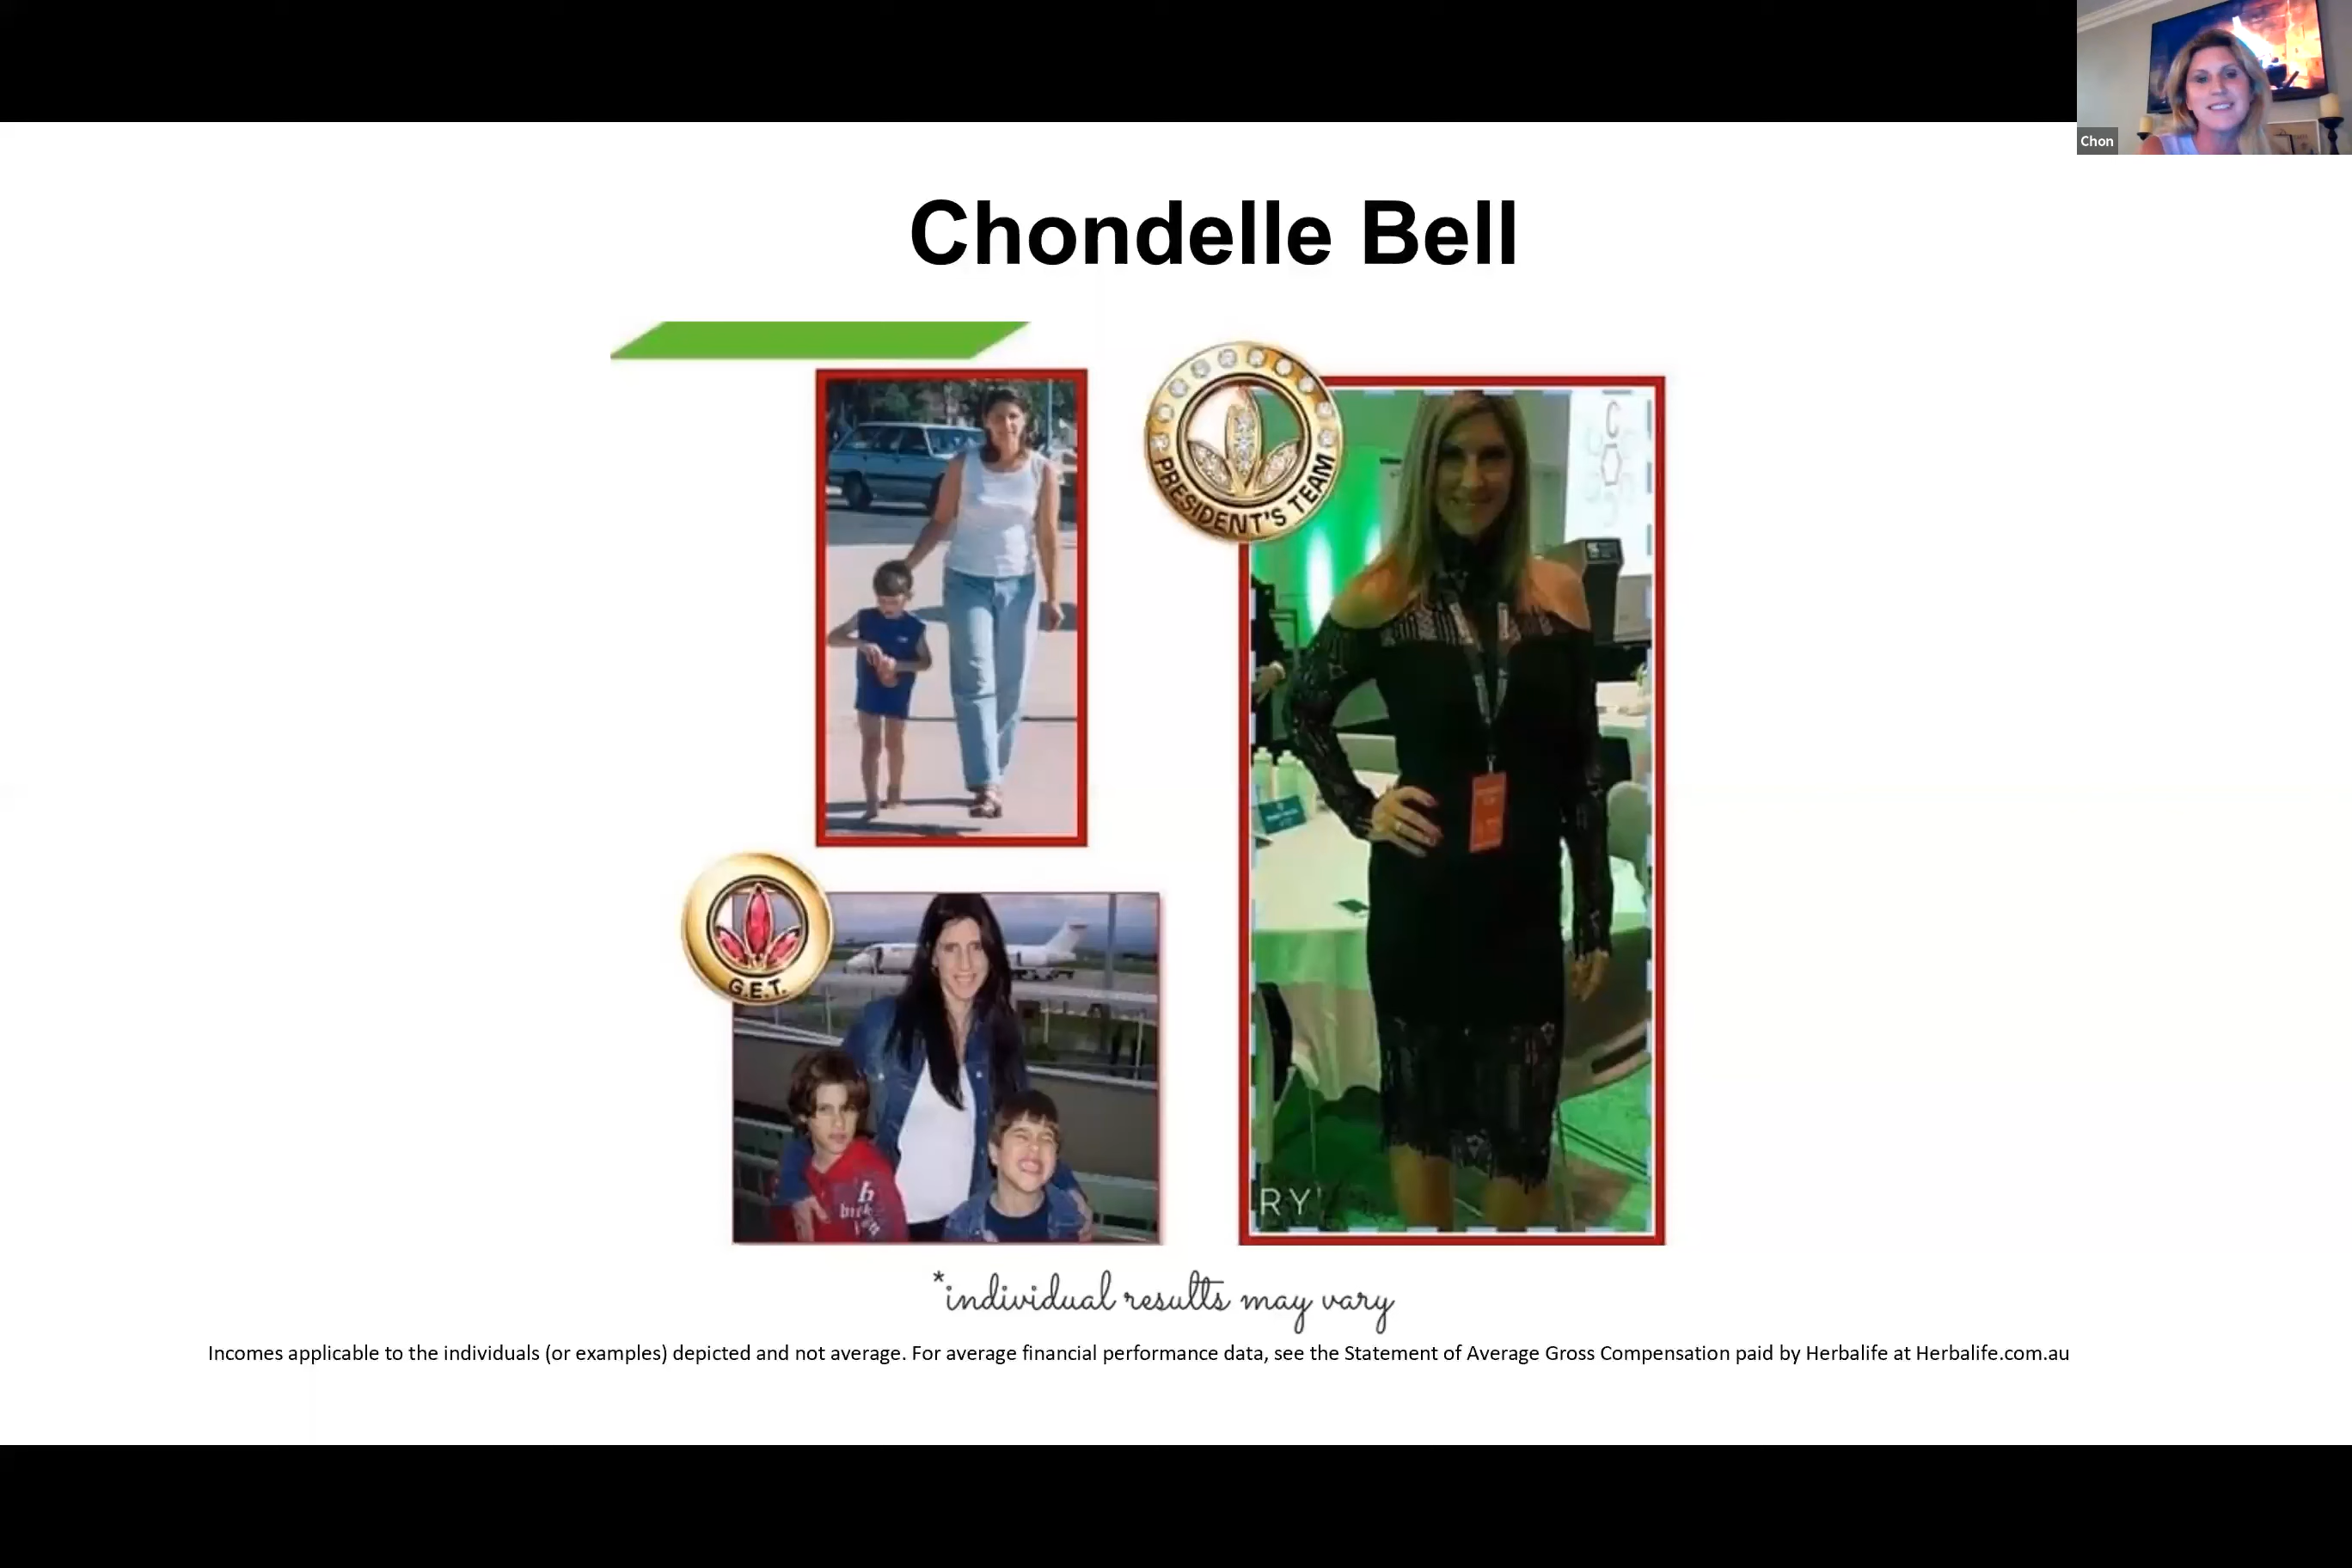 Chon
Chondelle Bell
PRESIDENT'S TEAM
G.E.T.
RY'
*individual results may vary
Incomes applicable to the individuals (or examples) depicted and not average. For average financial performance data, see the Statement of Average Gross Compensation paid by Herbalife at Herbalife.com.au